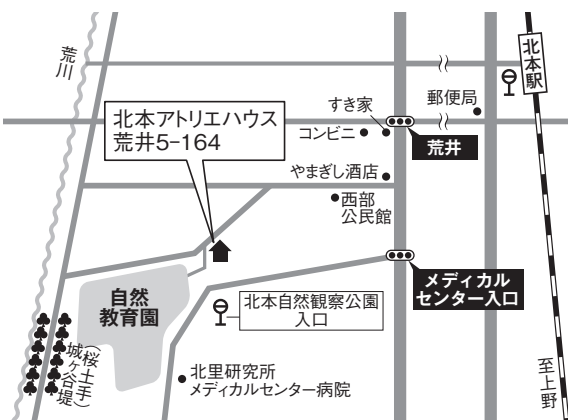 荒川
北本駅
郵便局
すき家
コンビニ
荒井
北本アトリエハウス
荒井5-164
やまぎし酒店
西部
公民館
メディカル
センター入口
自然
教育園
北本自然観察公園
入口
(桜土手)
城ヶ谷堤
北里研究所
メディカルセンター病院
至上野